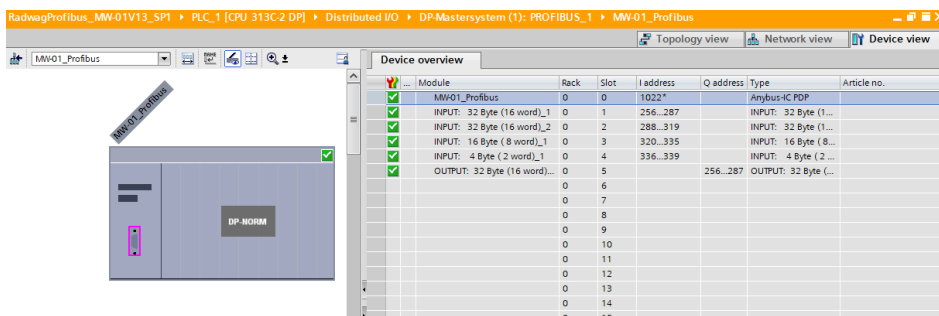 RadwagProfibus_MW-01V13_SP1 ▸ PLC_1 [CPU 313C-2 DP] ▸ Distributed I/O ▸ DP-Mastersystem (1): PROFIBUS_1 ▸ MW-01_Profibus
Topology view Network view Device view
MW-01_Profibus
Device overview
... Module Rack Slot I address Q address Type Article no.
MW-01_Profibus 0 0 1022* Anybus-IC PDP
INPUT: 32 Byte (16 word)_1 0 1 256...287 INPUT: 32 Byte (1...
INPUT: 32 Byte (16 word)_2 0 2 288...319 INPUT: 32 Byte (1...
INPUT: 16 Byte ( 8 word)_1 0 3 320...335 INPUT: 16 Byte ( 8...
INPUT: 4 Byte ( 2 word)_1 0 4 336...339 INPUT: 4 Byte ( 2 ...
OUTPUT: 32 Byte (16 word)... 0 5 256...287 OUTPUT: 32 Byte (...
0 6
0 7
0 8
0 9
0 10
0 11
0 12
0 13
0 14
MW-01_Profibus
DP-NORM